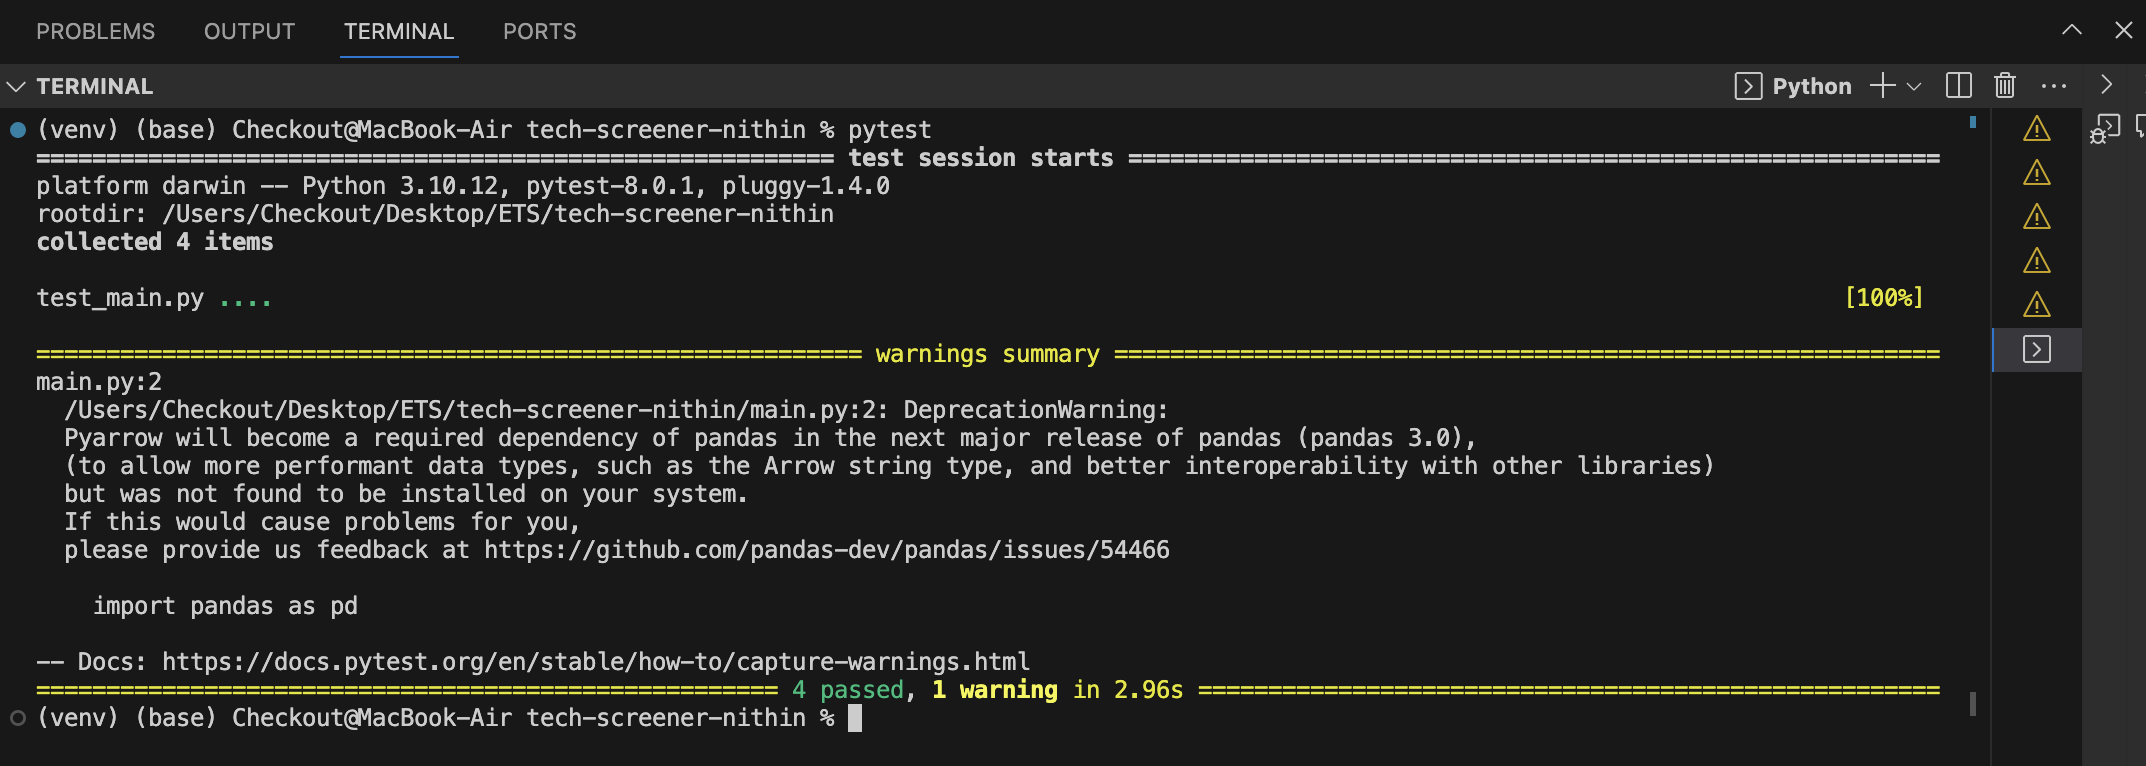 PROBLEMS OUTPUT TERMINAL PORTS
TERMINAL Python
(venv) (base) Checkout@MacBook-Air tech-screener-nithin % pytest
========================================================= test session starts ==========================================================
platform darwin -- Python 3.10.12, pytest-8.0.1, pluggy-1.4.0
rootdir: /Users/Checkout/Desktop/ETS/tech-screener-nithin
collected 4 items
test_main.py .... [100%]
=========================================================== warnings summary ===========================================================
main.py:2
/Users/Checkout/Desktop/ETS/tech-screener-nithin/main.py:2: DeprecationWarning:
Pyarrow will become a required dependency of pandas in the next major release of pandas (pandas 3.0),
(to allow more performant data types, such as the Arrow string type, and better interoperability with other libraries)
but was not found to be installed on your system.
If this would cause problems for you,
please provide us feedback at https://github.com/pandas-dev/pandas/issues/54466
import pandas as pd
-- Docs: https://docs.pytest.org/en/stable/how-to/capture-warnings.html
===================================================== 4 passed, 1 warning in 2.96s =====================================================
(venv) (base) Checkout@MacBook-Air tech-screener-nithin %